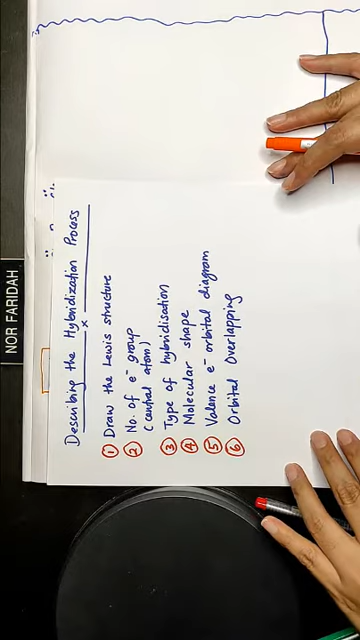 Describing the Hybridization Process
x
① Draw the Lewis structure
② No. of e⁻ group
(central atom)
③ Type of hybridisation
④ Molecular shape
⑤ Valence e⁻ orbital diagram
⑥ Orbital Overlapping
NOR FARIDAH